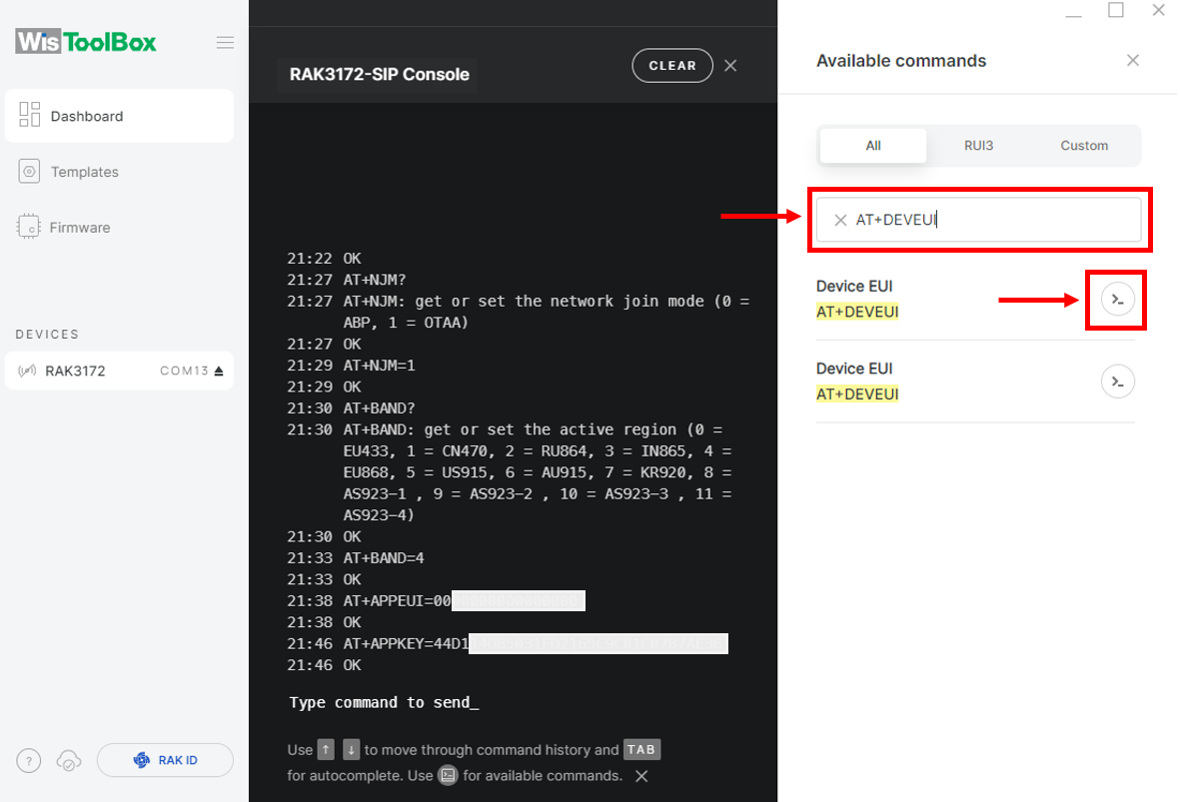 WisToolBox
Dashboard
Templates
Firmware
DEVICES
RAK3172 COM13
?
RAK ID
RAK3172-SIP Console
CLEAR
21:22 OK
21:27 AT+NJM?
21:27 AT+NJM: get or set the network join mode (0 =
ABP, 1 = OTAA)
21:27 OK
21:29 AT+NJM=1
21:29 OK
21:30 AT+BAND?
21:30 AT+BAND: get or set the active region (0 =
EU433, 1 = CN470, 2 = RU864, 3 = IN865, 4 =
EU868, 5 = US915, 6 = AU915, 7 = KR920, 8 =
AS923-1 , 9 = AS923-2 , 10 = AS923-3 , 11 =
AS923-4)
21:30 OK
21:33 AT+BAND=4
21:33 OK
21:38 AT+APPEUI=00
21:38 OK
21:46 AT+APPKEY=44D1
21:46 OK
Type command to send_
Use ↑ ↓ to move through command history and TAB
for autocomplete. Use for available commands.
Available commands
All RUI3 Custom
AT+DEVEUI
Device EUI
AT+DEVEUI
Device EUI
AT+DEVEUI